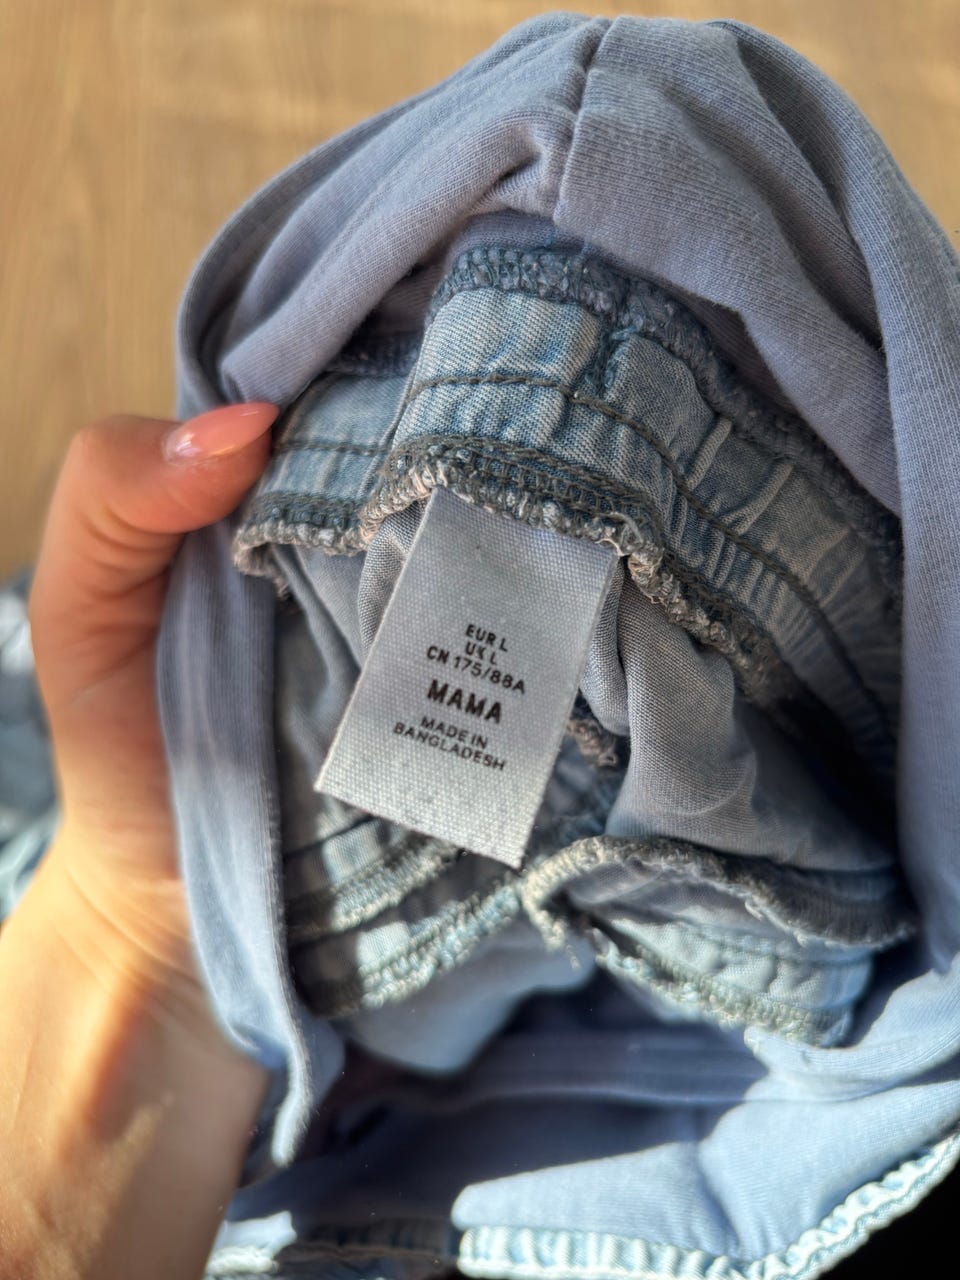 EUR L
UK L
CN 175/88A
MAMA
MADE IN
BANGLADESH